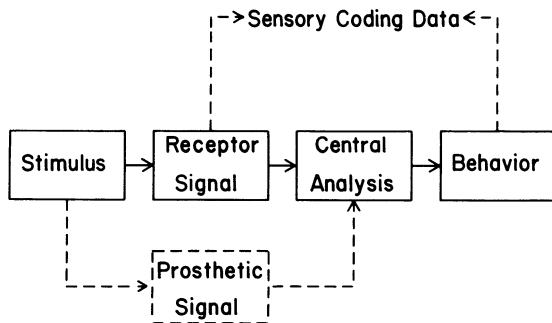 Sensory Coding Data
Stimulus
Receptor
Signal
Central
Analysis
Behavior
Prosthetic
Signal